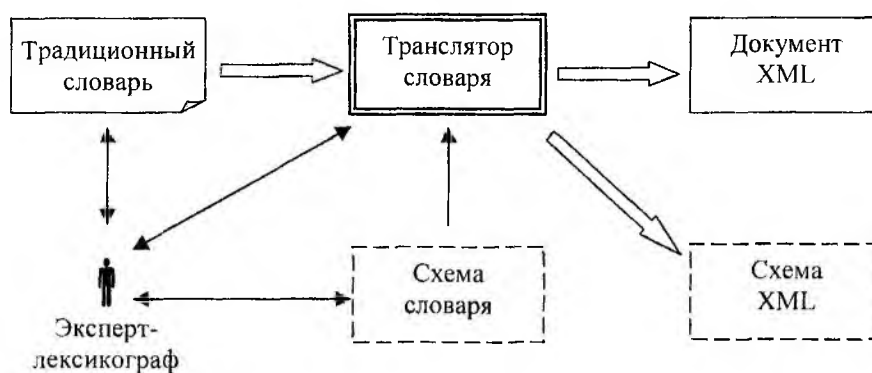 Традиционный
словарь
Транслятор
словаря
Документ
XML
Эксперт-
лексикограф
Схема
словаря
Схема
XML